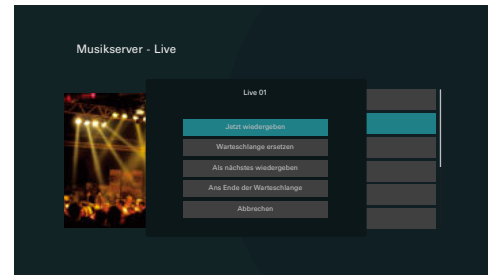 Musikserver - Live
Live 01
Jetzt wiedergeben
Warteschlange ersetzen
Als nächstes wiedergeben
Ans Ende der Warteschlange
Abbrechen